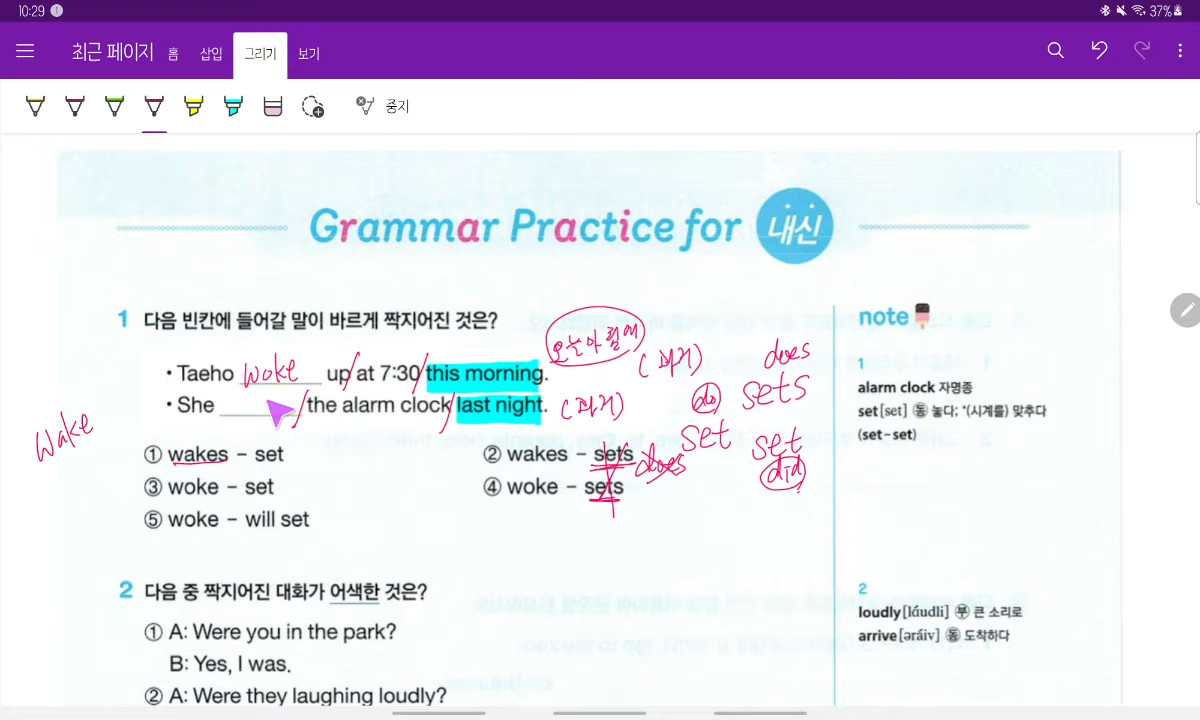 10:29 37%
최근 페이지 홈 삽입 그리기 보기
중지
Grammar Practice for 내신
1 다음 빈칸에 들어갈 말이 바르게 짝지어진 것은?
오늘아침에
• Taeho woke up / at 7:30 / this morning. (과거)
• She / the alarm clock / last night. (과거)
wake
① wakes – set
② wakes – sets does
③ woke – set
④ woke – sets
⑤ woke – will set
does
do sets
set set
did
2 다음 중 짝지어진 대화가 어색한 것은?
① A: Were you in the park?
B: Yes, I was.
② A: Were they laughing loudly?
note
1
alarm clock 자명종
set[set] 동 놓다; *(시계를) 맞추다
(set-set)
2
loudly[láudli] 부 큰 소리로
arrive[əráiv] 동 도착하다